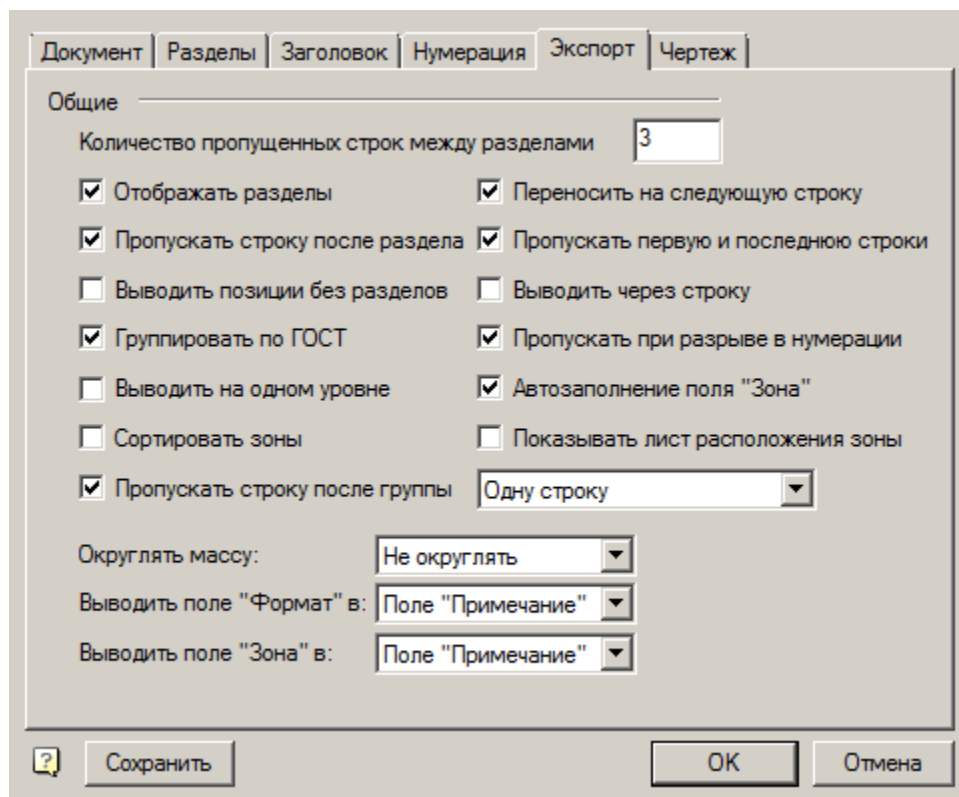 Документ Разделы Заголовок Нумерация Экспорт Чертеж
Общие
Количество пропущенных строк между разделами 3
Отображать разделы Переносить на следующую строку
Пропускать строку после раздела Пропускать первую и последнюю строки
Выводить позиции без разделов Выводить через строку
Группировать по ГОСТ Пропускать при разрыве в нумерации
Выводить на одном уровне Автозаполнение поля "Зона"
Сортировать зоны Показывать лист расположения зоны
Пропускать строку после группы Одну строку
Округлять массу: Не округлять
Выводить поле "Формат" в: Поле "Примечание"
Выводить поле "Зона" в: Поле "Примечание"
? Сохранить OK Отмена